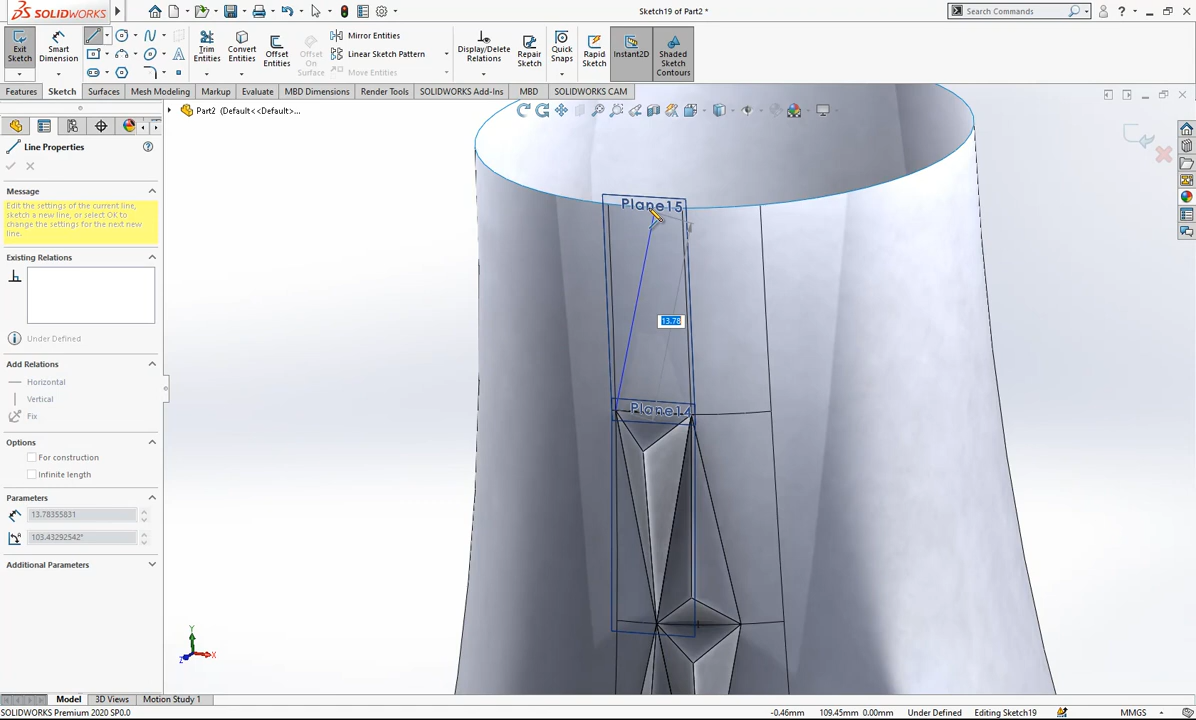 SOLIDWORKS
Sketch19 of Part2 *
Search Commands
Exit Sketch
Smart Dimension
Trim Entities
Convert Entities
Offset Entities
Offset On Surface
Mirror Entities
Linear Sketch Pattern
Move Entities
Display/Delete Relations
Repair Sketch
Quick Snaps
Rapid Sketch
Instant2D
Shaded Sketch Contours
Features Sketch Surfaces Mesh Modeling Markup Evaluate MBD Dimensions Render Tools SOLIDWORKS Add-Ins MBD SOLIDWORKS CAM
Part2 (Default<<Default>...
Line Properties
Message
Edit the settings of the current line, sketch a new line, or select OK to change the settings for the next new line.
Existing Relations
Under Defined
Add Relations
Horizontal
Vertical
Fix
Options
For construction
Infinite length
Parameters
13.78355831
103.43292542°
Additional Parameters
Plane15
13.78
Plane14
Y
Z
X
Model 3D Views Motion Study 1
SOLIDWORKS Premium 2020 SP0.0
-0.46mm 109.45mm 0.00mm Under Defined Editing Sketch19 MMGS